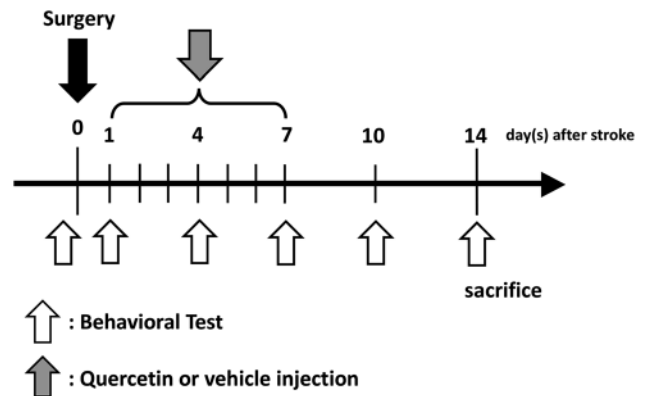 Surgery
0 1 4 7 10 14 day(s) after stroke
sacrifice
: Behavioral Test
: Quercetin or vehicle injection